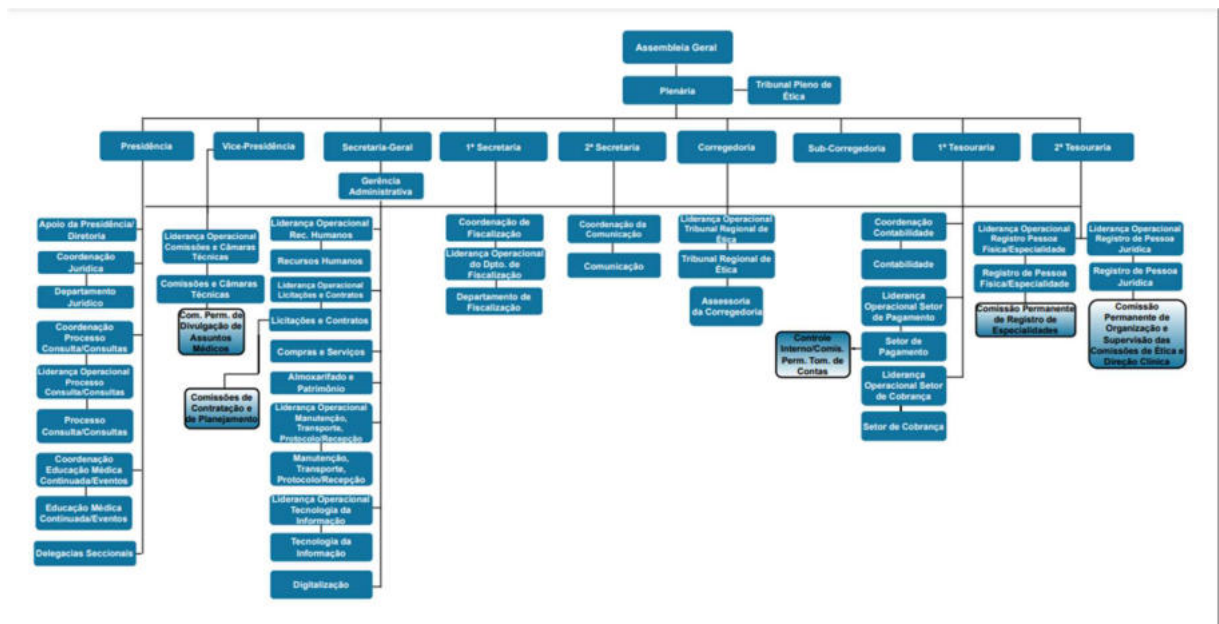 Assembleia Geral
Plenária
Tribunal Pleno de
Ética
Presidência
Vice-Presidência
Secretaria-Geral
1ª Secretaria
2ª Secretaria
Corregedoria
Sub-Corregedoria
1ª Tesouraria
2ª Tesouraria
Gerência
Administrativa
Apoio da Presidência/
Diretoria
Coordenação
Jurídica
Departamento
Jurídico
Coordenação
Processo
Consulta/Consultas
Liderança Operacional
Processo
Consulta/Consultas
Processo
Consulta/Consultas
Coordenação
Educação Médica
Continuada/Eventos
Educação Médica
Continuada/Eventos
Delegacias Seccionais
Liderança Operacional
Comissões e Câmaras
Técnicas
Comissões e Câmaras
Técnicas
Com. Perm. de
Divulgação de
Assuntos
Médicos
Liderança Operacional
Rec. Humanos
Recursos Humanos
Liderança Operacional
Licitações e Contratos
Licitações e Contratos
Comissões de
Contratação e
de Planejamento
Compras e Serviços
Almoxarifado e
Patrimônio
Liderança Operacional
Manutenção,
Transporte,
Protocolo/Recepção
Manutenção,
Transporte,
Protocolo/Recepção
Liderança Operacional
Tecnologia da
Informação
Tecnologia da
Informação
Digitalização
Coordenação de
Fiscalização
Liderança Operacional
do Dpto. de
Fiscalização
Departamento de
Fiscalização
Coordenação da
Comunicação
Comunicação
Liderança Operacional
Tribunal Regional de
Ética
Tribunal Regional de
Ética
Assessoria
da Corregedoria
Coordenação
Contabilidade
Contabilidade
Liderança
Operacional Setor
de Pagamento
Setor de
Pagamento
Controle
Interno/Comis.
Perm. Tom. de
Contas
Liderança
Operacional Setor
de Cobrança
Setor de Cobrança
Liderança Operacional
Registro Pessoa
Física/Especialidade
Registro de Pessoa
Física/Especialidade
Comissão Permanente
de Registro de
Especialidades
Liderança Operacional
Registro de Pessoa
Jurídica
Registro de Pessoa
Jurídica
Comissão
Permanente de
Organização e
Supervisão das
Comissões de Ética e
Direção Clínica